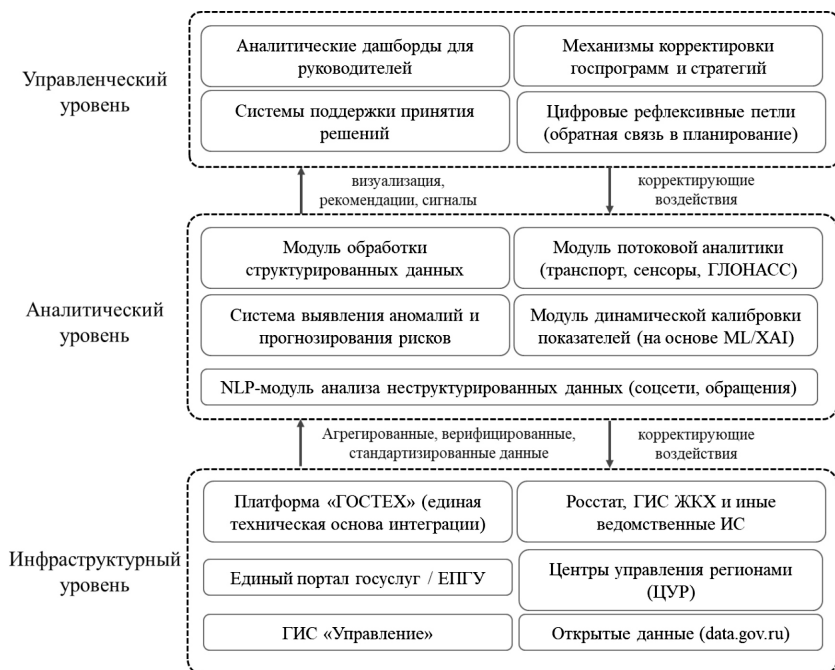 Управленческий
уровень
Аналитические дашборды для
руководителей
Механизмы корректировки
госпрограмм и стратегий
Системы поддержки принятия
решений
Цифровые рефлексивные петли
(обратная связь в планирование)
визуализация,
рекомендации, сигналы
корректирующие
воздействия
Аналитический
уровень
Модуль обработки
структурированных данных
Модуль потоковой аналитики
(транспорт, сенсоры, ГЛОНАСС)
Система выявления аномалий и
прогнозирования рисков
Модуль динамической калибровки
показателей (на основе ML/XAI)
NLP-модуль анализа неструктурированных данных (соцсети, обращения)
Агрегированные, верифицированные,
стандартизированные данные
корректирующие
воздействия
Инфраструктурный
уровень
Платформа «ГОСТЕХ» (единая
техническая основа интеграции)
Росстат, ГИС ЖКХ и иные
ведомственные ИС
Единый портал госуслуг / ЕПГУ
Центры управления регионами
(ЦУР)
ГИС «Управление»
Открытые данные (data.gov.ru)